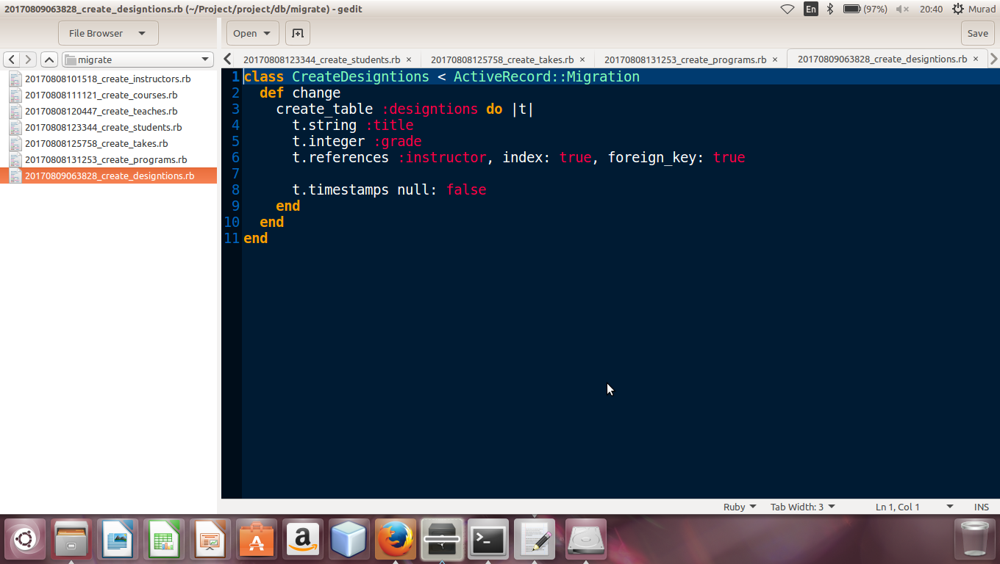 20170809063828_create_designtions.rb (~/Project/project/db/migrate) - gedit
En
(97%)
20:40
Murad
File Browser
Open
Save
migrate
20170808123344_create_students.rb ×
20170808125758_create_takes.rb ×
20170808131253_create_programs.rb ×
20170809063828_create_designtions.rb ×
20170808101518_create_instructors.rb
20170808111121_create_courses.rb
20170808120447_create_teaches.rb
20170808123344_create_students.rb
20170808125758_create_takes.rb
20170808131253_create_programs.rb
20170809063828_create_designtions.rb
1 class CreateDesigntions < ActiveRecord::Migration
2 def change
3 create_table :designtions do |t|
4 t.string :title
5 t.integer :grade
6 t.references :instructor, index: true, foreign_key: true
7
8 t.timestamps null: false
9 end
10 end
11 end
Ruby
Tab Width: 3
Ln 1, Col 1
INS